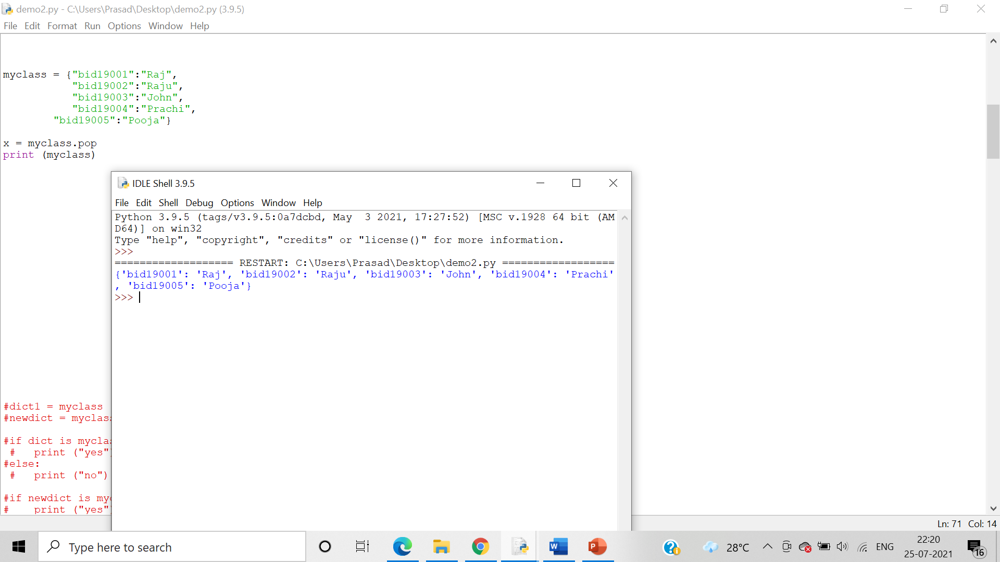 demo2.py - C:\Users\Prasad\Desktop\demo2.py (3.9.5)
File Edit Format Run Options Window Help
myclass = {"bid19001":"Raj",
"bid19002":"Raju",
"bid19003":"John",
"bid19004":"Prachi",
"bid19005":"Pooja"}
x = myclass.pop
print (myclass)
IDLE Shell 3.9.5
File Edit Shell Debug Options Window Help
Python 3.9.5 (tags/v3.9.5:0a7dcbd, May  3 2021, 17:27:52) [MSC v.1928 64 bit (AM
D64)] on win32
Type "help", "copyright", "credits" or "license()" for more information.
>>>
=================== RESTART: C:\Users\Prasad\Desktop\demo2.py ==================
{'bid19001': 'Raj', 'bid19002': 'Raju', 'bid19003': 'John', 'bid19004': 'Prachi'
, 'bid19005': 'Pooja'}
>>>
#dict1 = myclass
#newdict = myclas
#if dict is mycla
#   print ("yes"
#else:
#   print ("no")
#if newdict is my
#    print ("yes"
Ln: 71 Col: 14
Type here to search
28°C
ENG
22:20
25-07-2021
16